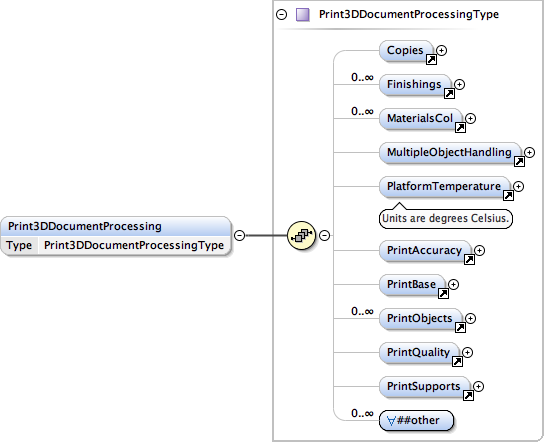 Print3DDocumentProcessingType
Copies
0..∞
Finishings
0..∞
MaterialsCol
MultipleObjectHandling
PlatformTemperature
Units are degrees Celsius.
Print3DDocumentProcessing
Type Print3DDocumentProcessingType
PrintAccuracy
PrintBase
0..∞
PrintObjects
PrintQuality
PrintSupports
0..∞
∀##other